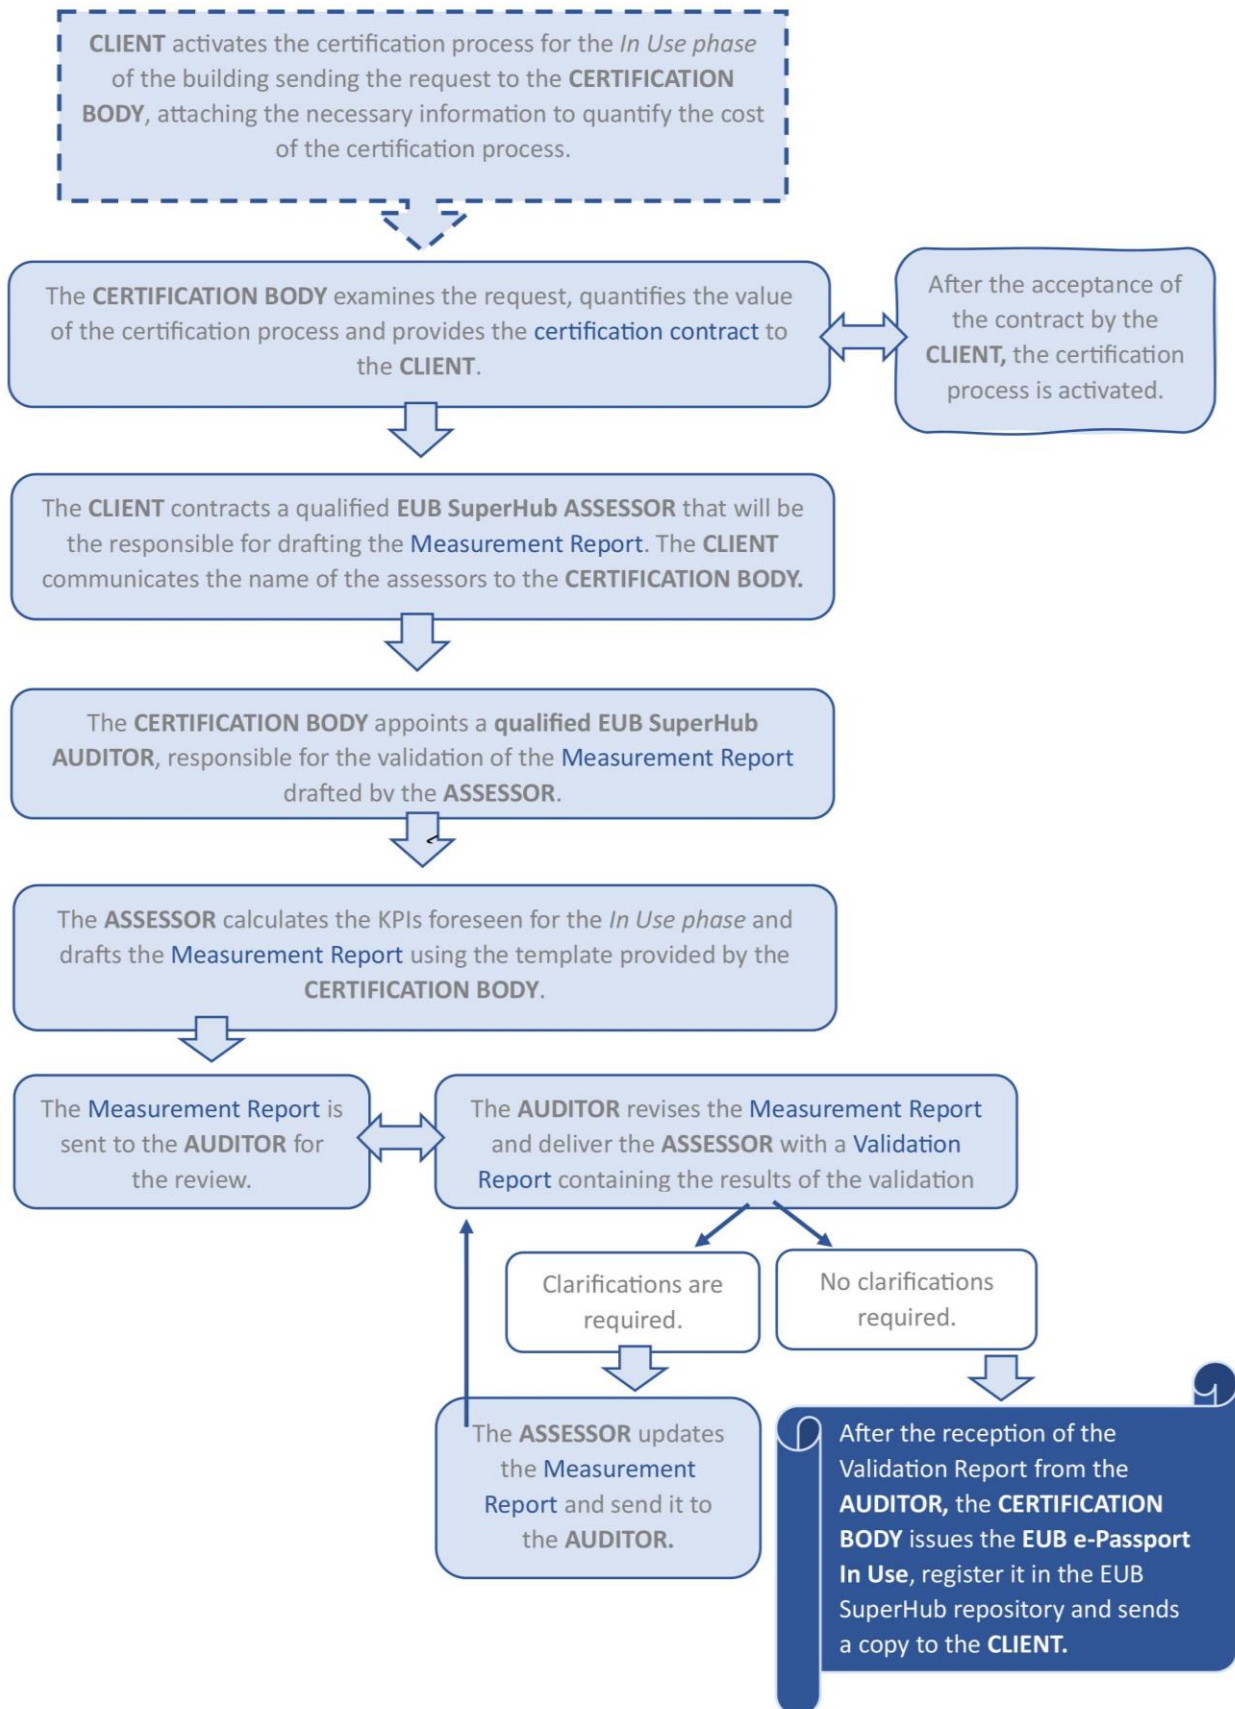 CLIENT activates the certification process for the In Use phase
of the building sending the request to the CERTIFICATION
BODY, attaching the necessary information to quantify the cost
of the certification process.
The CERTIFICATION BODY examines the request, quantifies the value
of the certification process and provides the certification contract to
the CLIENT.
After the acceptance of
the contract by the
CLIENT, the certification
process is activated.
The CLIENT contracts a qualified EUB SuperHub ASSESSOR that will be
the responsible for drafting the Measurement Report. The CLIENT
communicates the name of the assessors to the CERTIFICATION BODY.
The CERTIFICATION BODY appoints a qualified EUB SuperHub
AUDITOR, responsible for the validation of the Measurement Report
drafted by the ASSESSOR.
The ASSESSOR calculates the KPIs foreseen for the In Use phase and
drafts the Measurement Report using the template provided by the
CERTIFICATION BODY.
The Measurement Report is
sent to the AUDITOR for
the review.
The AUDITOR revises the Measurement Report
and deliver the ASSESSOR with a Validation
Report containing the results of the validation
Clarifications are
required.
No clarifications
required.
The ASSESSOR updates
the Measurement
Report and send it to
the AUDITOR.
After the reception of the
Validation Report from the
AUDITOR, the CERTIFICATION
BODY issues the EUB e-Passport
In Use, register it in the EUB
SuperHub repository and sends
a copy to the CLIENT.